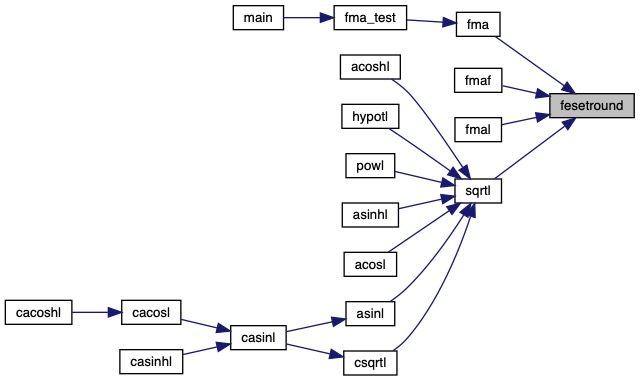 main
fma_test
fma
acoshl
fmaf
fesetround
hypotl
fmal
powl
sqrtl
asinhl
acosl
cacoshl
cacosl
asinl
casinl
casinhl
csqrtl